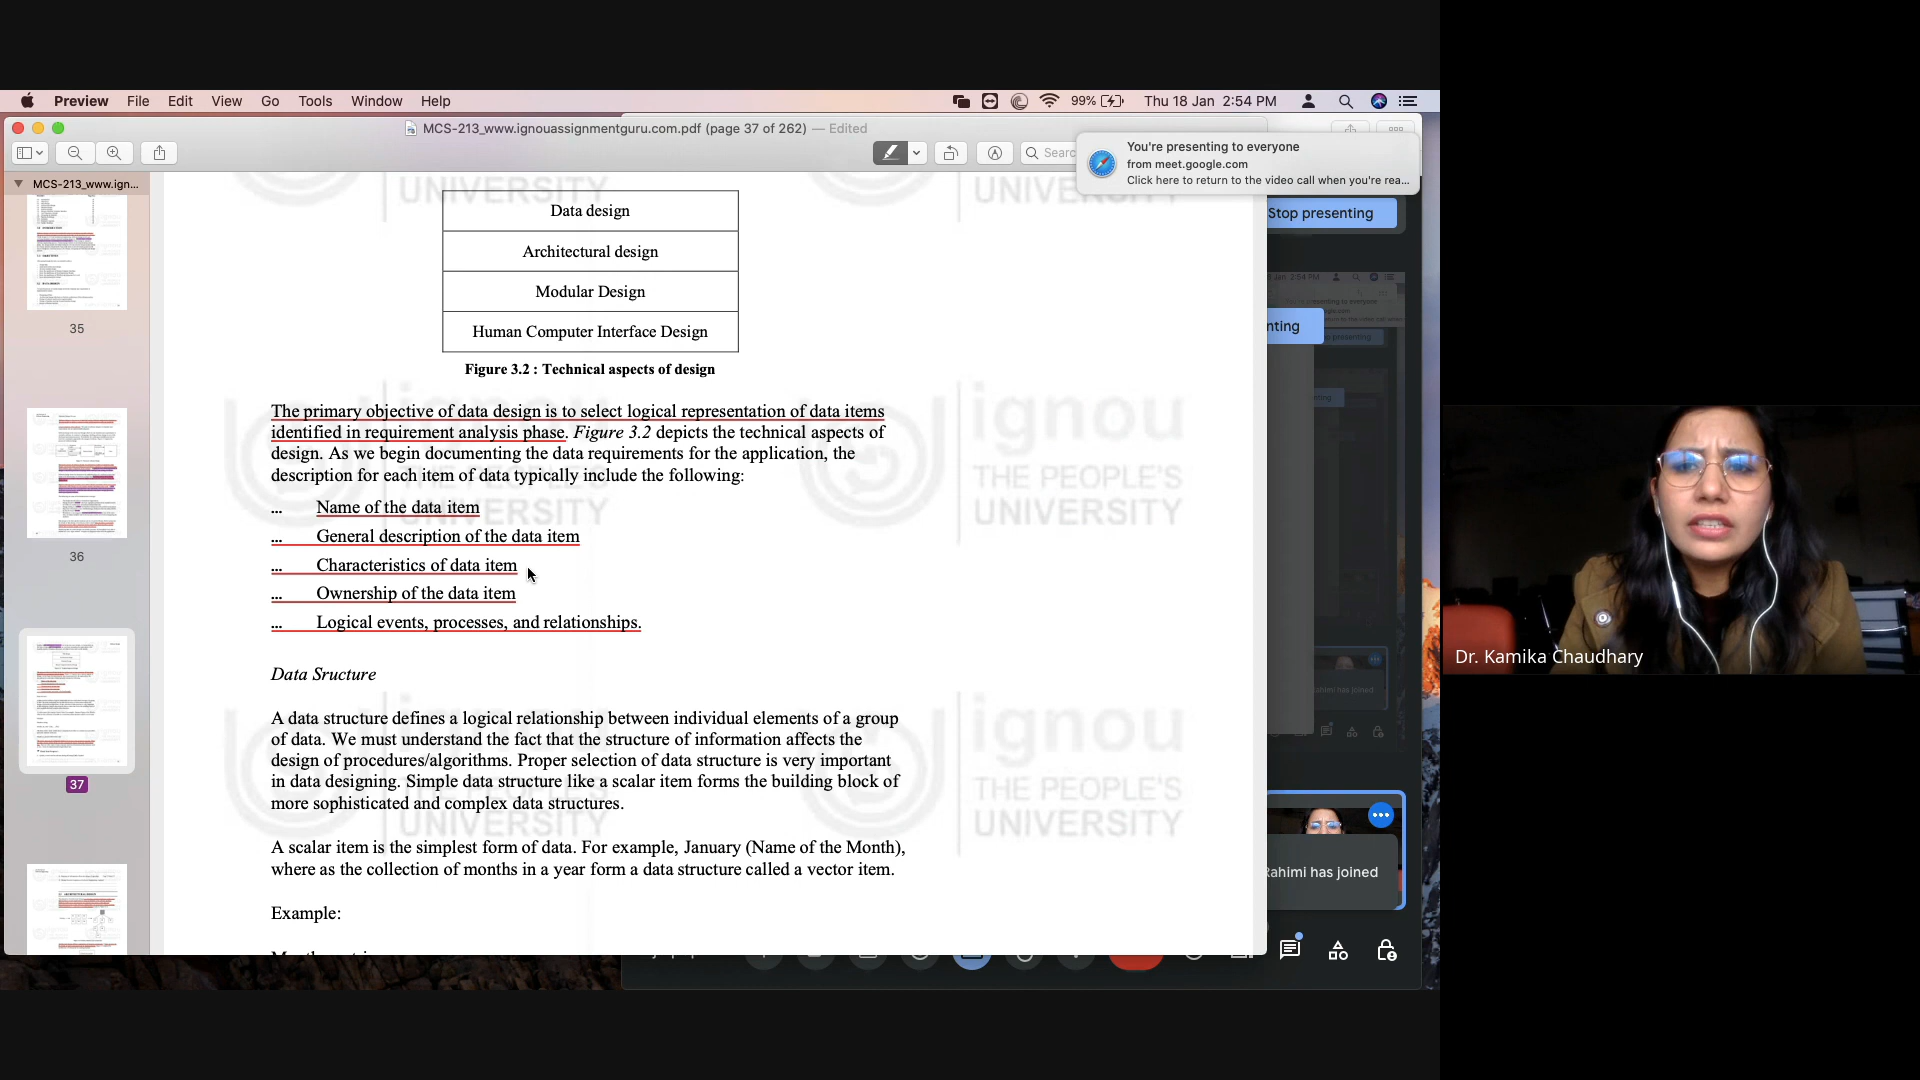 Preview File Edit View Go Tools Window Help
99% Thu 18 Jan 2:54 PM
MCS-213_www.ignouassignmentguru.com.pdf (page 37 of 262) — Edited
You're presenting to everyone
from meet.google.com
Click here to return to the video call when you're rea...
MCS-213_www.ign...
35
36
37
Stop presenting
nting
Data design
Architectural design
Modular Design
Human Computer Interface Design
Figure 3.2 : Technical aspects of design
The primary objective of data design is to select logical representation of data items
identified in requirement analysis phase. Figure 3.2 depicts the technical aspects of
design. As we begin documenting the data requirements for the application, the
description for each item of data typically include the following:
... Name of the data item
... General description of the data item
... Characteristics of data item
... Ownership of the data item
... Logical events, processes, and relationships.
Data Sructure
A data structure defines a logical relationship between individual elements of a group
of data. We must understand the fact that the structure of information affects the
design of procedures/algorithms. Proper selection of data structure is very important
in data designing. Simple data structure like a scalar item forms the building block of
more sophisticated and complex data structures.
A scalar item is the simplest form of data. For example, January (Name of the Month),
where as the collection of months in a year form a data structure called a vector item.
Example:
UNIVERSITY
ignou
THE PEOPLE'S
UNIVERSITY
ignou
THE PEOPLE'S
UNIVERSITY
Rahimi has joined
Dr. Kamika Chaudhary